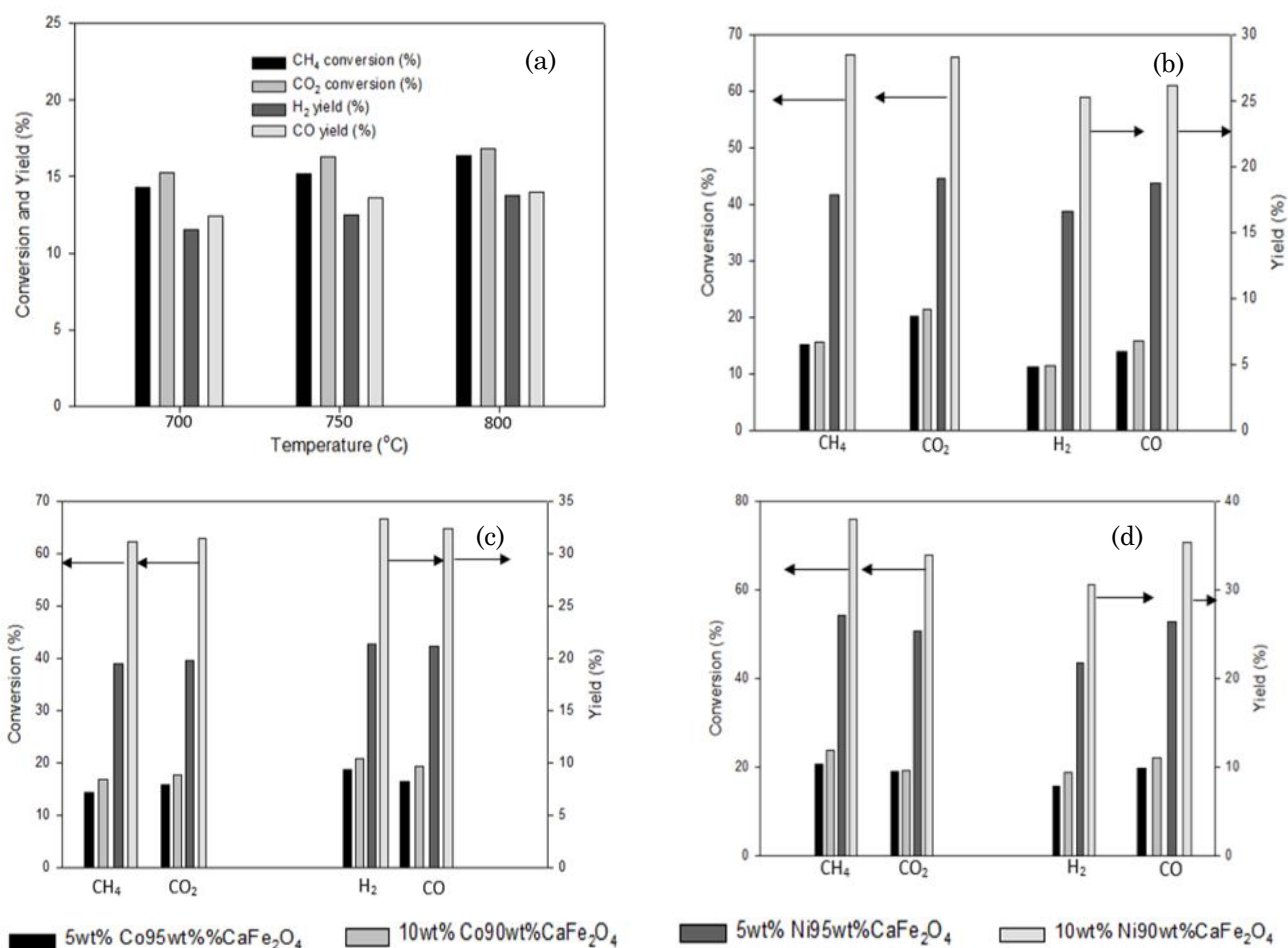 (a)
CH₄ conversion (%)
CO₂ conversion (%)
H₂ yield (%)
CO yield (%)
Conversion and Yield (%)
25
20
15
10
5
0
700 750 800
Temperature (°C)
(b)
Conversion (%)
70
60
50
40
30
20
10
0
30
25
20
15
10
5
0
Yield (%)
CH₄ CO₂ H₂ CO
(c)
Conversion (%)
70
60
50
40
30
20
10
0
35
33
31
25
20
15
10
5
0
Yield (%)
CH₄ CO₂ H₂ CO
(d)
Conversion (%)
80
60
40
20
0
40
30
20
10
0
Yield (%)
CH₄ CO₂ H₂ CO
5wt% Co95wt%%CaFe₂O₄ 10wt% Co90wt%CaFe₂O₄ 5wt% Ni95wt%CaFe₂O₄ 10wt% Ni90wt%CaFe₂O₄